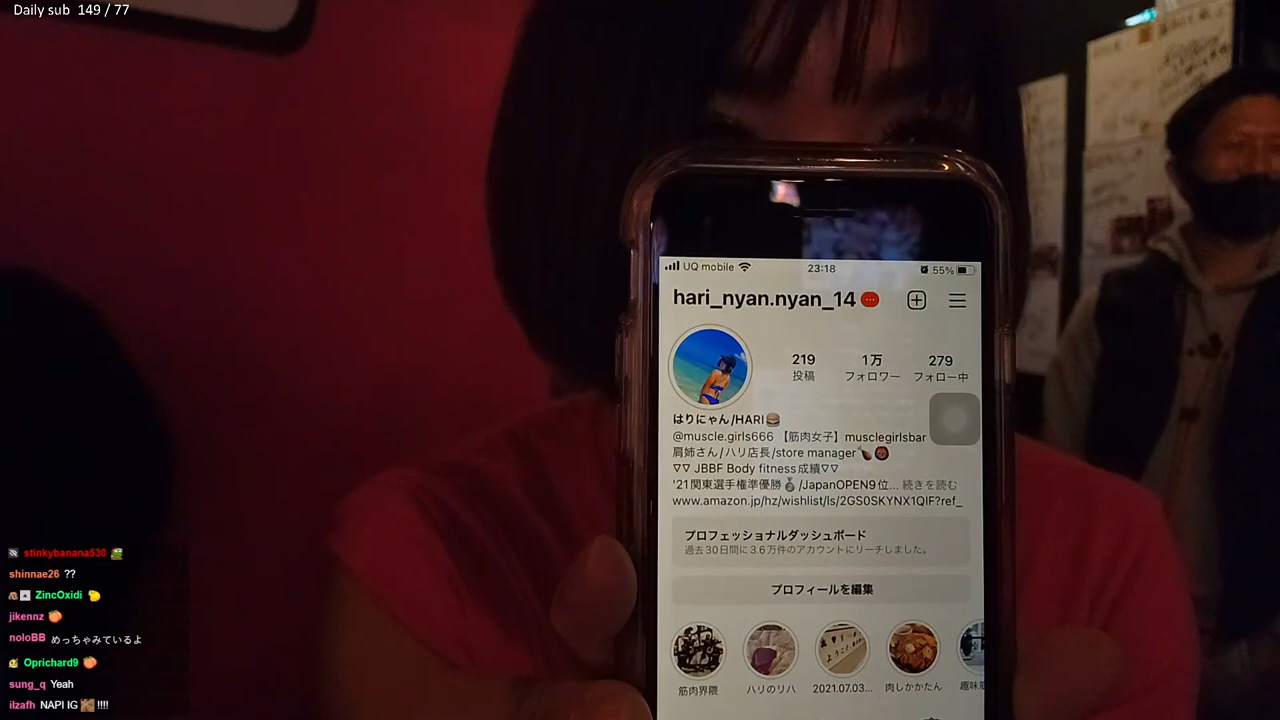 Daily sub 149 / 77
UQ mobile 23:18 55%
hari_nyan.nyan_14
219 1万 279
投稿 フォロワー フォロー中
はりにゃん/HARI🍔
@muscle.girls666 【筋肉女子】musclegirlsbar
肩姉さん/ハリ店長/store manager
▽▽ JBBF Body fitness成績▽▽
'21関東選手権準優勝🥈/JapanOPEN9位... 続きを読む
www.amazon.jp/hz/wishlist/ls/2GS0SKYNX1QIF?ref_
プロフェッショナルダッシュボード
過去30日間に3.6万件のアカウントにリーチしました。
プロフィールを編集
筋肉界隈 ハリのリハ 2021.07.03... 肉しかかたん 趣味
stinkybanana530
shinnae26 ??
ZincOxidi
jikennz 🍑
noloBB めっちゃみているよ
Oprichard9 🍑
sung_q Yeah
ilzafh NAPI IG !!!!